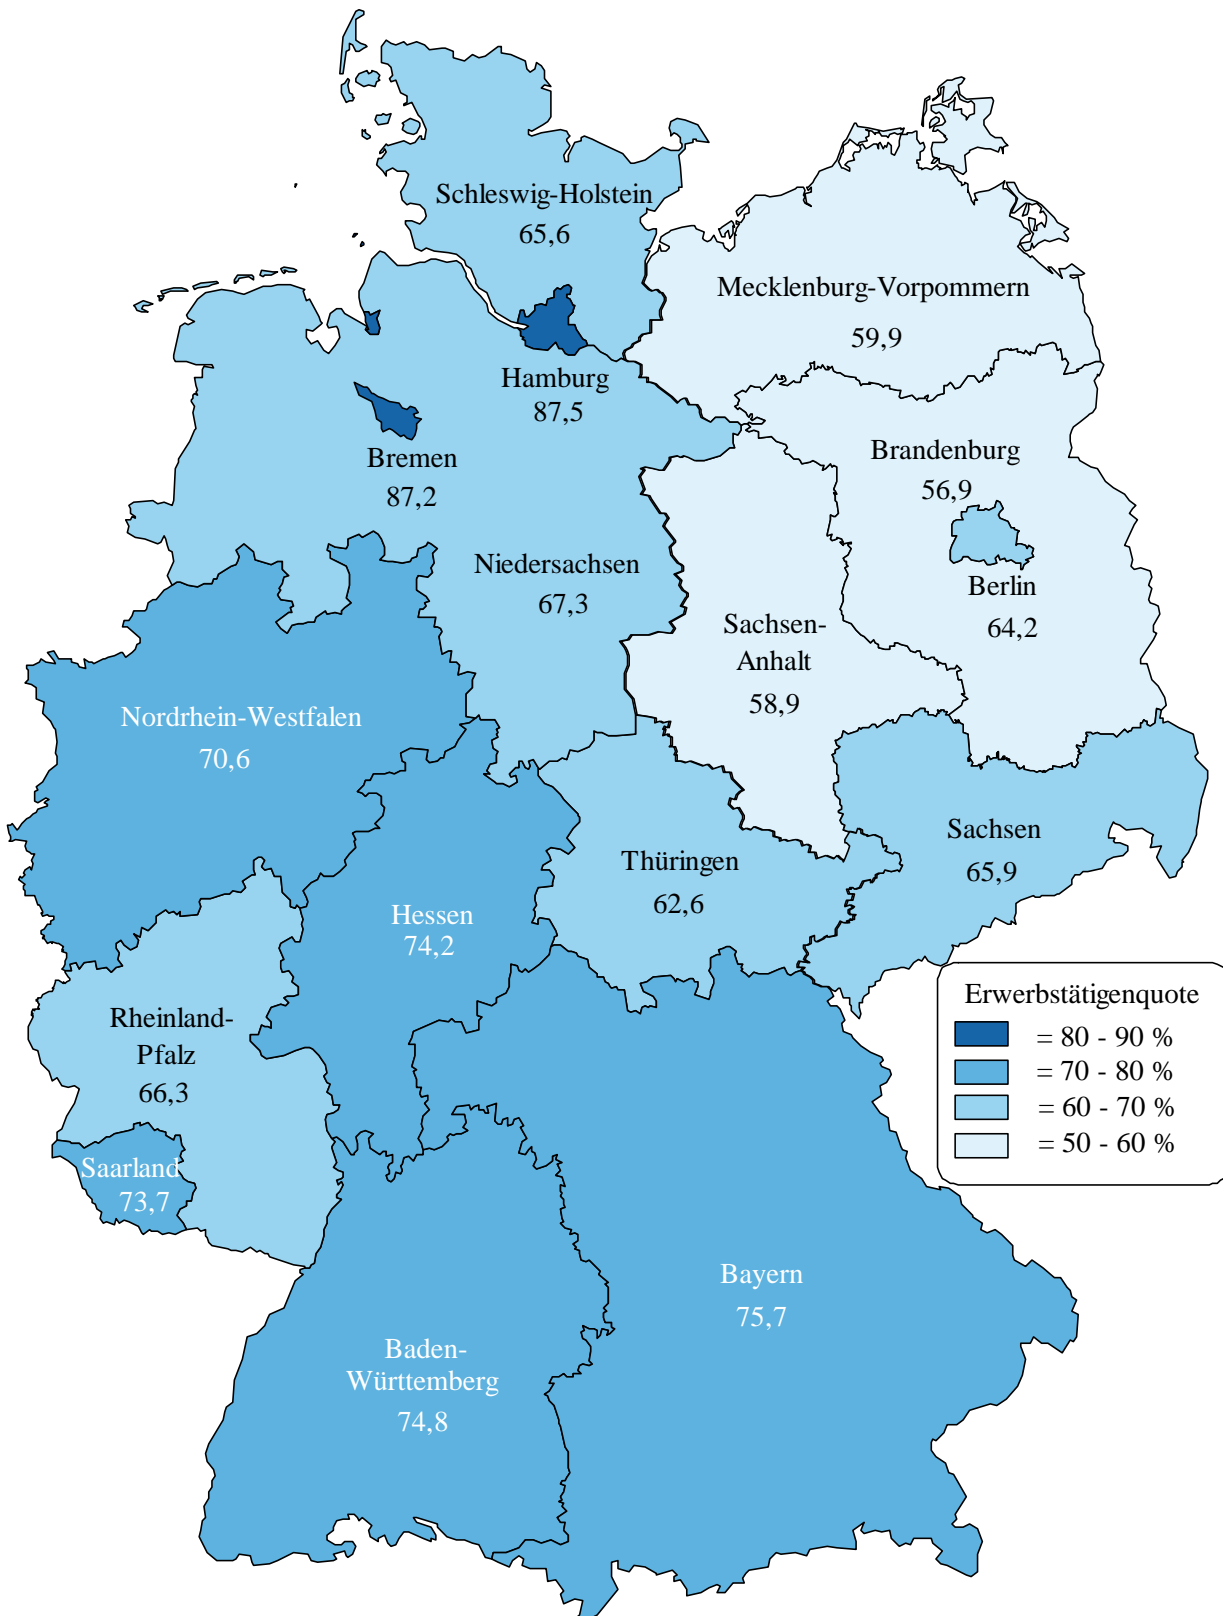 Schleswig-Holstein
65,6
Mecklenburg-Vorpommern
59,9
Hamburg
87,5
Bremen
87,2
Brandenburg
56,9
Niedersachsen
67,3
Berlin
64,2
Sachsen-
Anhalt
58,9
Nordrhein-Westfalen
70,6
Sachsen
65,9
Thüringen
62,6
Hessen
74,2
Rheinland-
Pfalz
66,3
Saarland
73,7
Bayern
75,7
Baden-
Württemberg
74,8
Erwerbstätigenquote
= 80 - 90 %
= 70 - 80 %
= 60 - 70 %
= 50 - 60 %